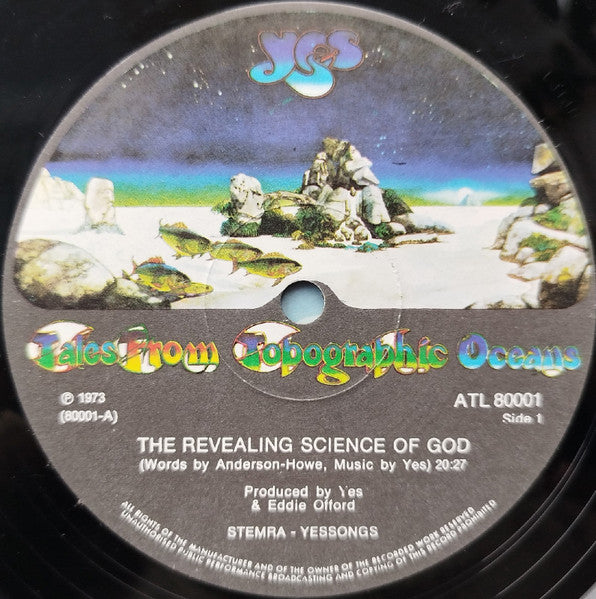 yes
Tales From Topographic Oceans
℗ 1973
(80001-A)
ATL 80001
Side 1
THE REVEALING SCIENCE OF GOD
(Words by Anderson-Howe, Music by Yes) 20:27
Produced by Yes
& Eddie Offord
STEMRA - YESSONGS
ALL RIGHTS OF THE MANUFACTURER AND OF THE OWNER OF THE RECORDED WORK RESERVED
UNAUTHORISED PUBLIC PERFORMANCE BROADCASTING AND COPYING OF THIS RECORD PROHIBITED